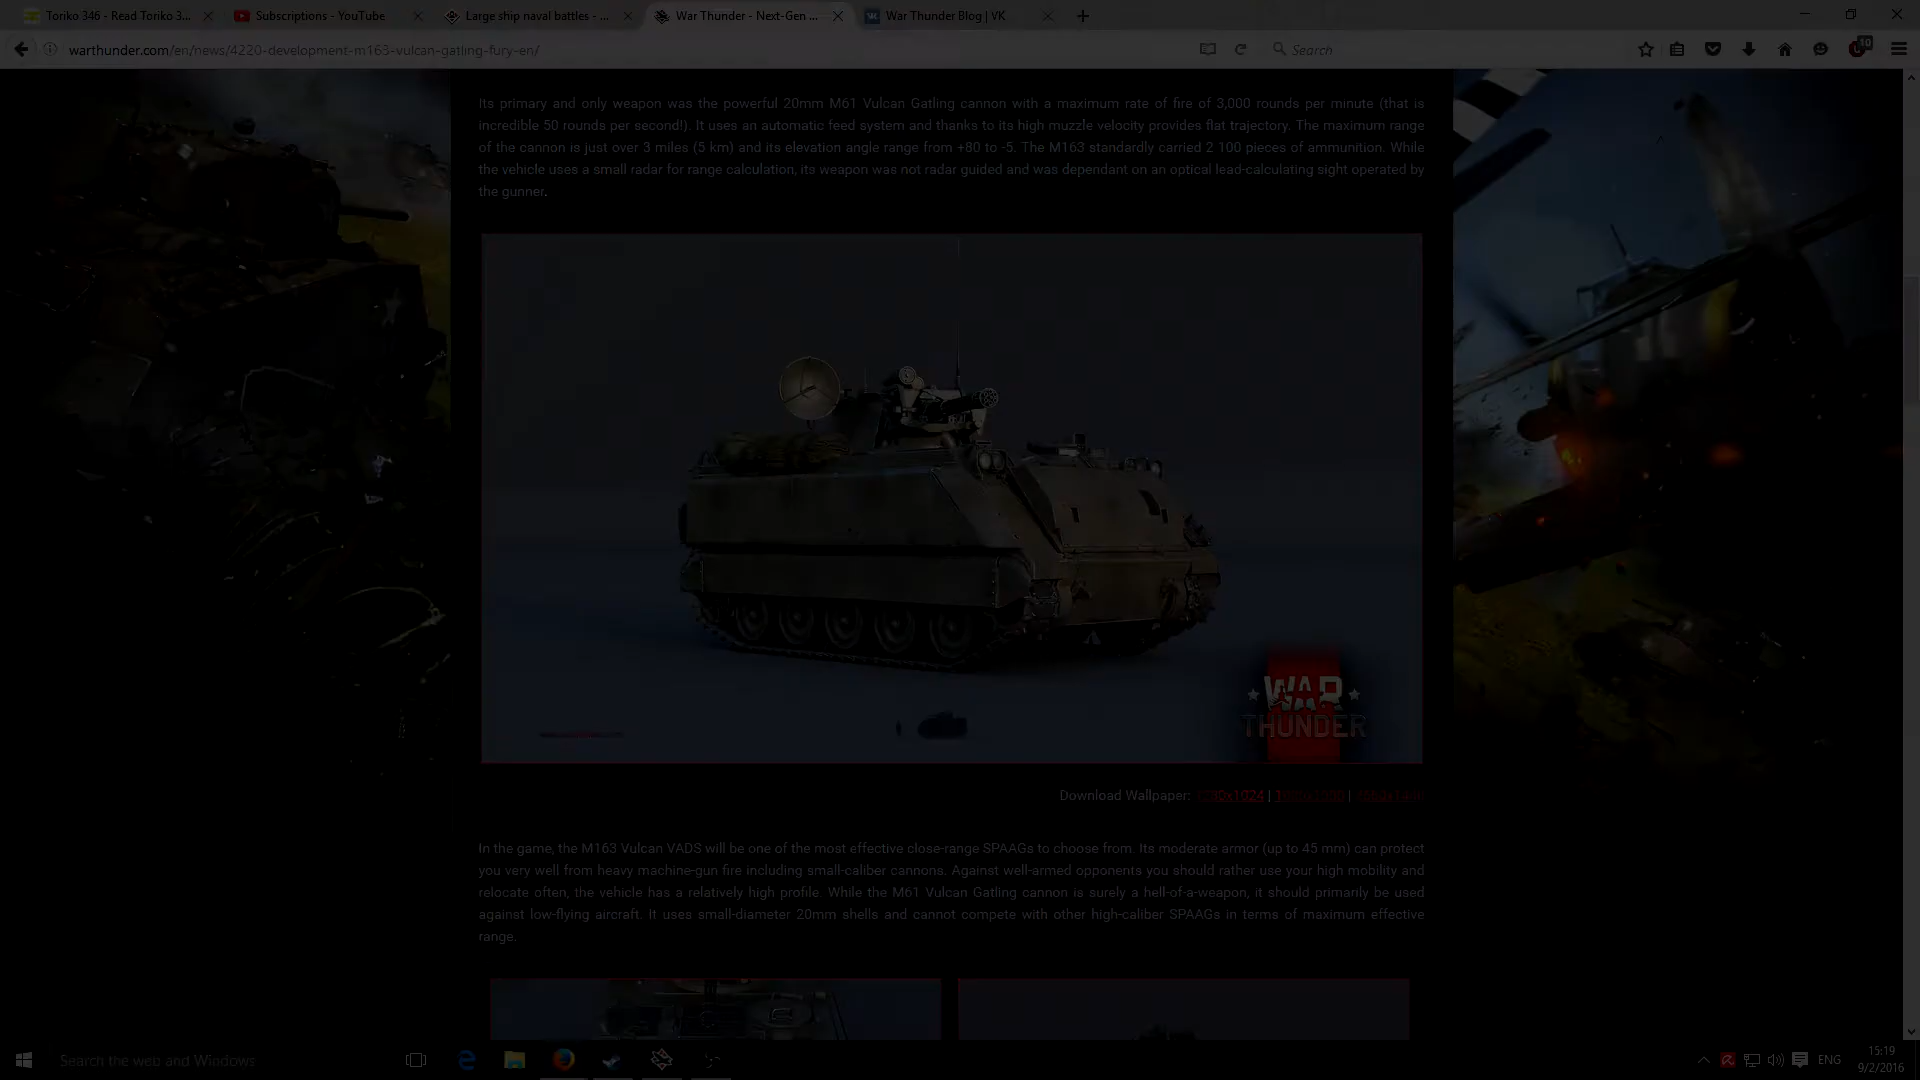 Toriko 346 - Read Toriko 3...
Subscriptions - YouTube
Large ship naval battles - ...
War Thunder - Next-Gen ...
War Thunder Blog | VK
warthunder.com/en/news/4220-development-m163-vulcan-gatling-fury-en/
Search
10
Its primary and only weapon was the powerful 20mm M61 Vulcan Gatling cannon with a maximum rate of fire of 3,000 rounds per minute (that is
incredible 50 rounds per second!). It uses an automatic feed system and thanks to its high muzzle velocity provides flat trajectory. The maximum range
of the cannon is just over 3 miles (5 km) and its elevation angle range from +80 to -5. The M163 standardly carried 2 100 pieces of ammunition. While
the vehicle uses a small radar for range calculation, its weapon was not radar guided and was dependant on an optical lead-calculating sight operated by
the gunner.
WAR
THUNDER
Download Wallpaper: 1280x1024 | |
In the game, the M163 Vulcan VADS will be one of the most effective close-range SPAAGs to choose from. Its moderate armor (up to 45 mm) can protect
you very well from heavy machine-gun fire including small-caliber cannons. Against well-armed opponents you should rather use your high mobility and
relocate often, the vehicle has a relatively high profile. While the M61 Vulcan Gatling cannon is surely a hell-of-a-weapon, it should primarily be used
against low-flying aircraft. It uses small-diameter 20mm shells and cannot compete with other high-caliber SPAAGs in terms of maximum effective
range.
Search the web and Windows
ENG
15:19
9/2/2016